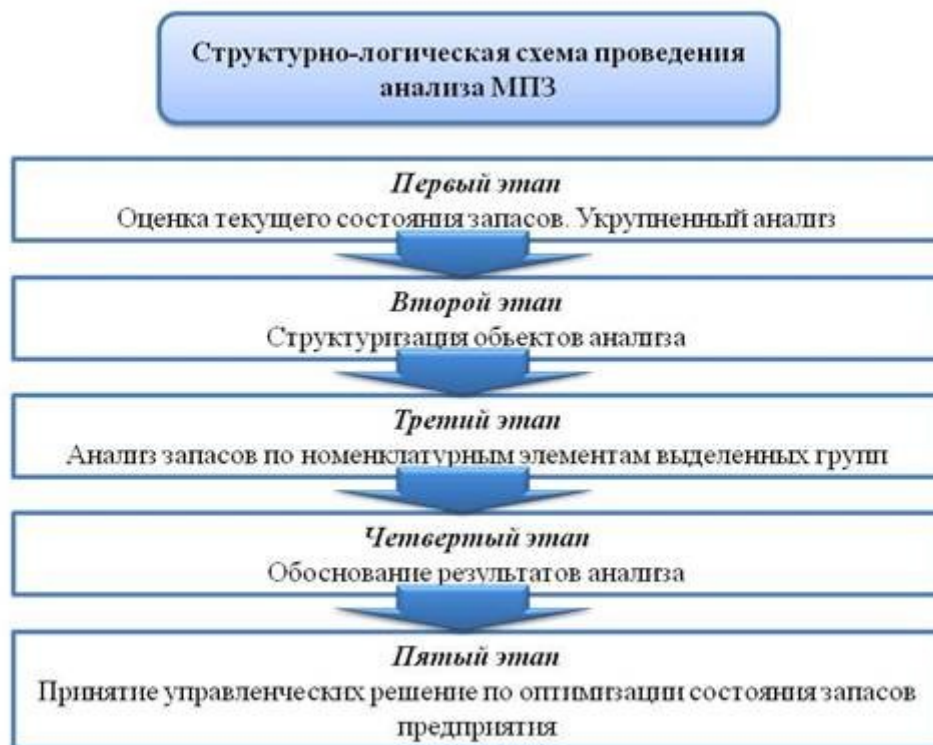 Структурно-логическая схема проведения
анализа МПЗ
Первый этап
Оценка текущего состояния запасов. Укрупненный анализ
Второй этап
Структуризация объектов анализа
Третий этап
Анализ запасов по номенклатурным элементам выделенных групп
Четвертый этап
Обоснование результатов анализа
Пятый этап
Принятие управленческих решение по оптимизации состояния запасов
предприятия